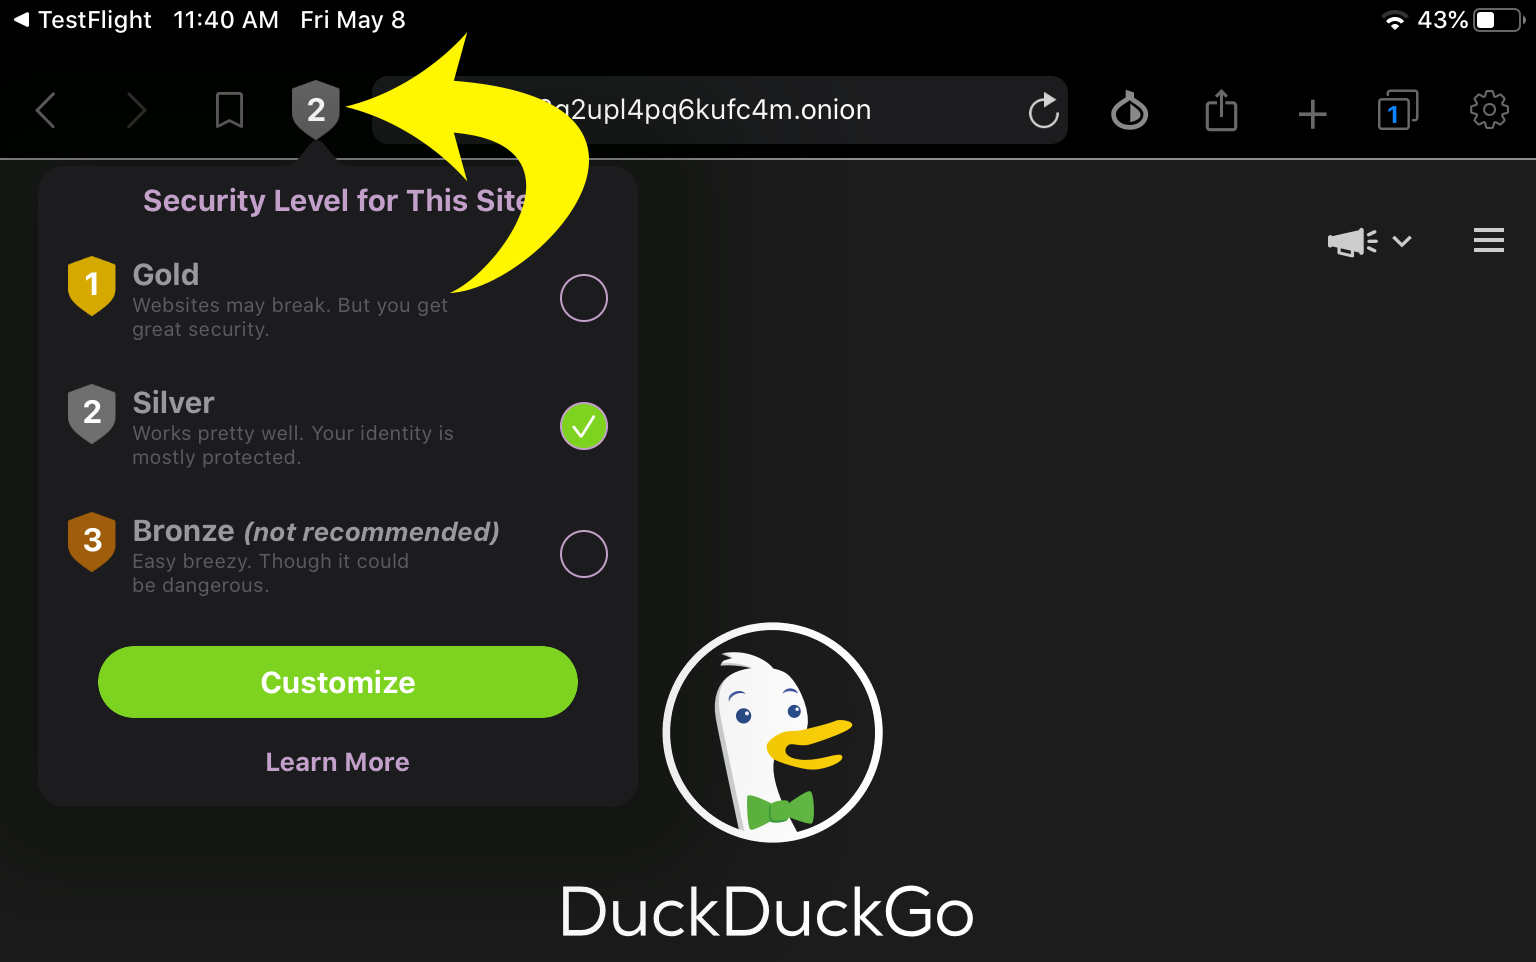 TestFlight 11:40 AM Fri May 8 43%
2 upl4pq6kufc4m.onion 1
Security Level for This Site
1 Gold
Websites may break. But you get
great security.
2 Silver
Works pretty well. Your identity is
mostly protected.
3 Bronze (not recommended)
Easy breezy. Though it could
be dangerous.
Customize
Learn More
DuckDuckGo